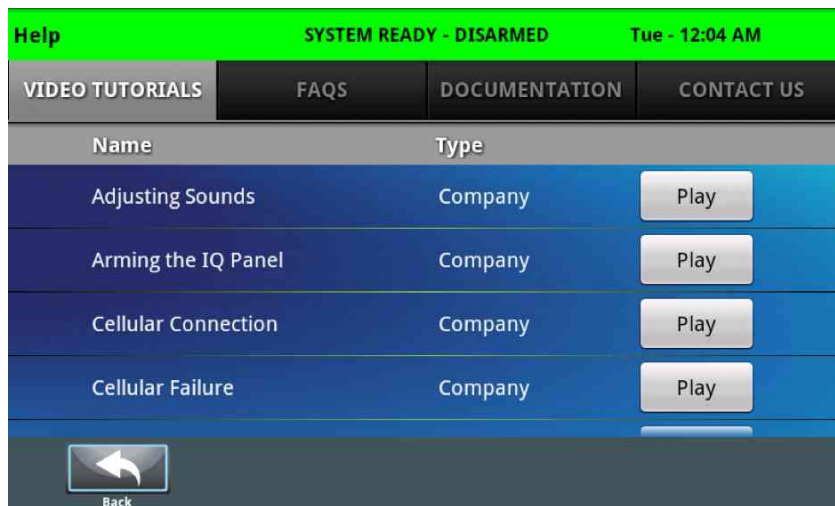 Help SYSTEM READY - DISARMED Tue - 12:04 AM
VIDEO TUTORIALS FAQS DOCUMENTATION CONTACT US
Name Type
Adjusting Sounds Company Play
Arming the IQ Panel Company Play
Cellular Connection Company Play
Cellular Failure Company Play
Back